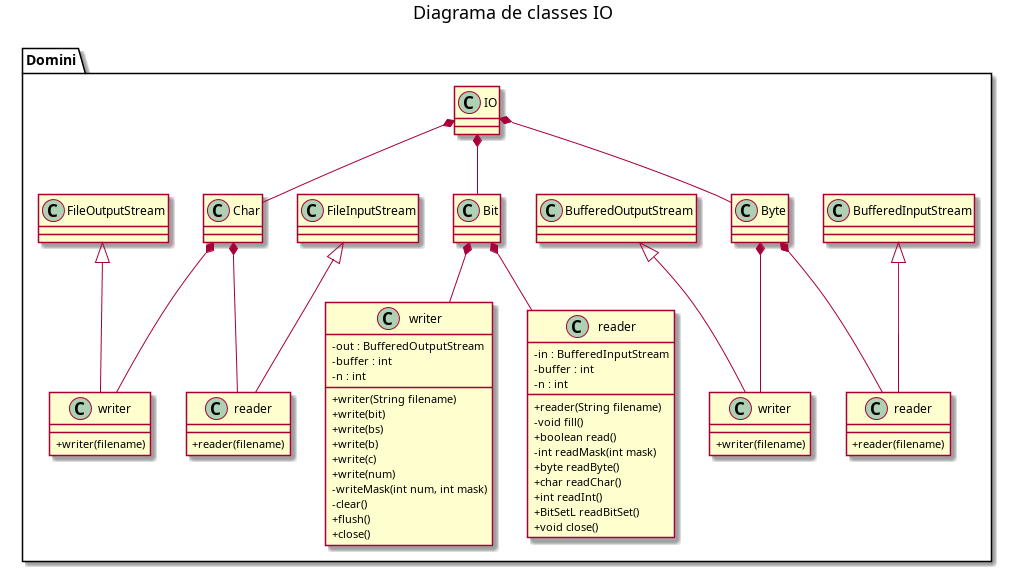 Diagrama de classes IO
Domini
C IO
C FileOutputStream
C Char
C FileInputStream
C Bit
C BufferedOutputStream
C Byte
C BufferedInputStream
C writer
+writer(filename)
C reader
+reader(filename)
C writer
-out : BufferedOutputStream
-buffer : int
-n : int
+writer(String filename)
+write(bit)
+write(bs)
+write(b)
+write(c)
+write(num)
-writeMask(int num, int mask)
-clear()
+flush()
+close()
C reader
-in : BufferedInputStream
-buffer : int
-n : int
+reader(String filename)
-void fill()
+boolean read()
-int readMask(int mask)
+byte readByte()
+char readChar()
+int readInt()
+BitSetL readBitSet()
+void close()
C writer
+writer(filename)
C reader
+reader(filename)